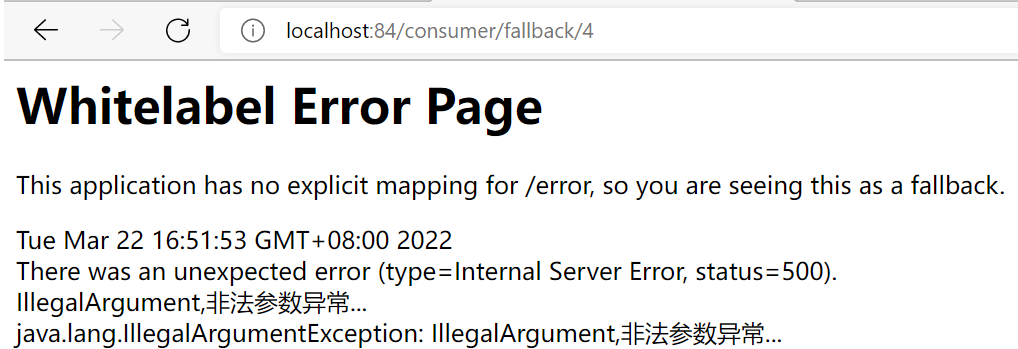 localhost:84/consumer/fallback/4
Whitelabel Error Page
This application has no explicit mapping for /error, so you are seeing this as a fallback.
Tue Mar 22 16:51:53 GMT+08:00 2022
There was an unexpected error (type=Internal Server Error, status=500).
IllegalArgument,非法参数异常...
java.lang.IllegalArgumentException: IllegalArgument,非法参数异常...